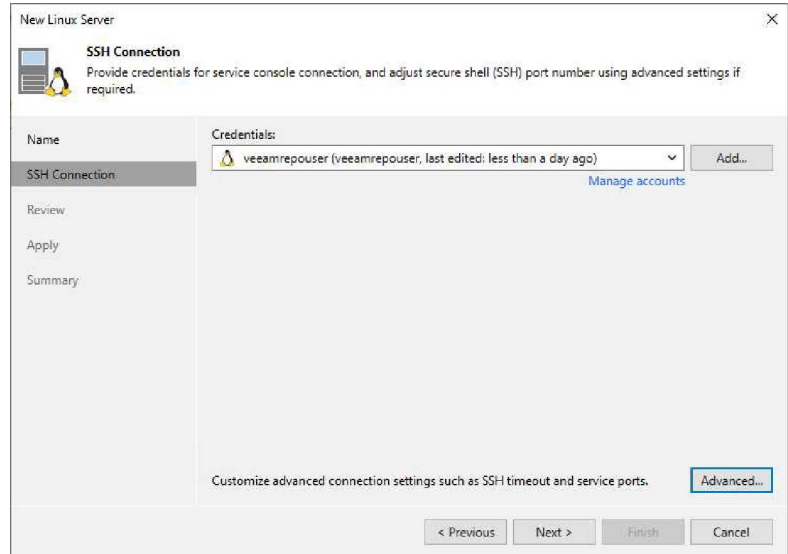 New Linux Server
SSH Connection
Provide credentials for service console connection, and adjust secure shell (SSH) port number using advanced settings if
required.
Name
SSH Connection
Review
Apply
Summary
Credentials:
veeamrepouser (veeamrepouser, last edited: less than a day ago)
Add...
Manage accounts
Customize advanced connection settings such as SSH timeout and service ports.
Advanced...
< Previous
Next >
Finish
Cancel